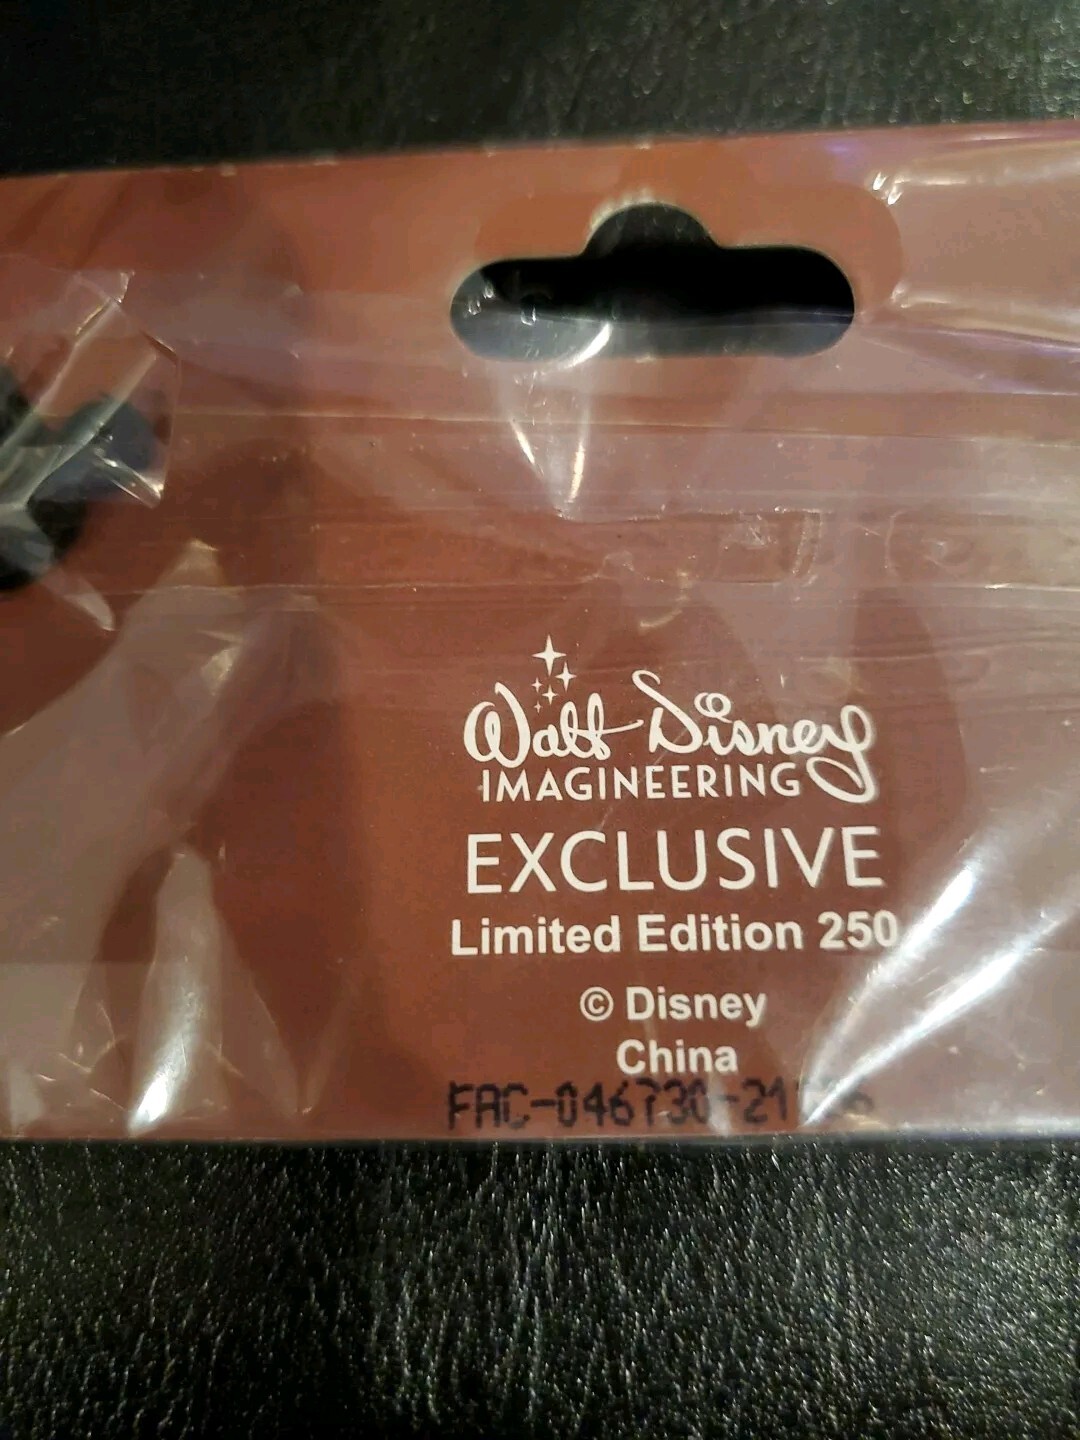 Walt Disney
IMAGINEERING
EXCLUSIVE
Limited Edition 250
© Disney
China